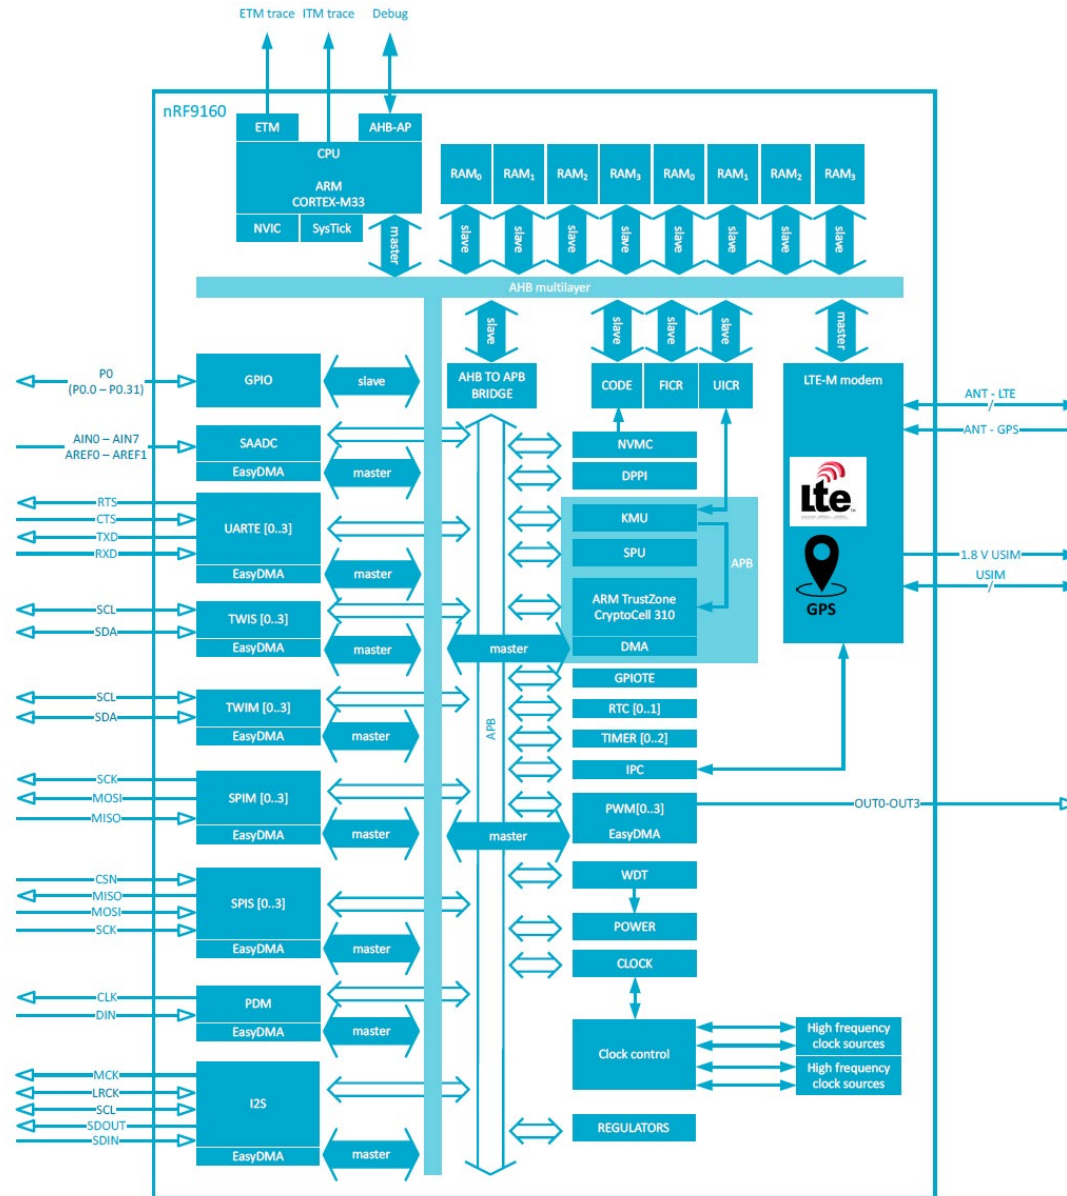 ETM trace
ITM trace
Debug
nRF9160
ETM
AHB-AP
CPU
ARM
CORTEX-M33
NVIC
SysTick
master
RAM0
RAM1
RAM2
RAM3
RAM0
RAM1
RAM2
RAM3
slave
slave
slave
slave
slave
slave
slave
slave
AHB multilayer
slave
slave
slave
slave
master
P0
(P0.0 – P0.31)
GPIO
slave
AHB TO APB
BRIDGE
CODE
FICR
UICR
LTE-M modem
ANT - LTE
ANT - GPS
AIN0 – AIN7
AREF0 – AREF1
SAADC
EasyDMA
master
NVMC
DPPI
Lte
RTS
CTS
TXD
RXD
UARTE [0..3]
EasyDMA
master
KMU
SPU
APB
1.8 V USIM
USIM
GPS
SCL
SDA
TWIS [0..3]
EasyDMA
master
master
ARM TrustZone
CryptoCell 310
DMA
GPIOTE
SCL
SDA
TWIM [0..3]
EasyDMA
master
APB
RTC [0..1]
TIMER [0..2]
IPC
SCK
MOSI
MISO
SPIM [0..3]
EasyDMA
master
master
PWM[0..3]
EasyDMA
OUT0-OUT3
CSN
MISO
MOSI
SCK
SPIS [0..3]
EasyDMA
master
WDT
POWER
CLOCK
CLK
DIN
PDM
EasyDMA
master
Clock control
High frequency
clock sources
High frequency
clock sources
MCK
LRCK
SCL
SDOUT
SDIN
I2S
EasyDMA
master
REGULATORS